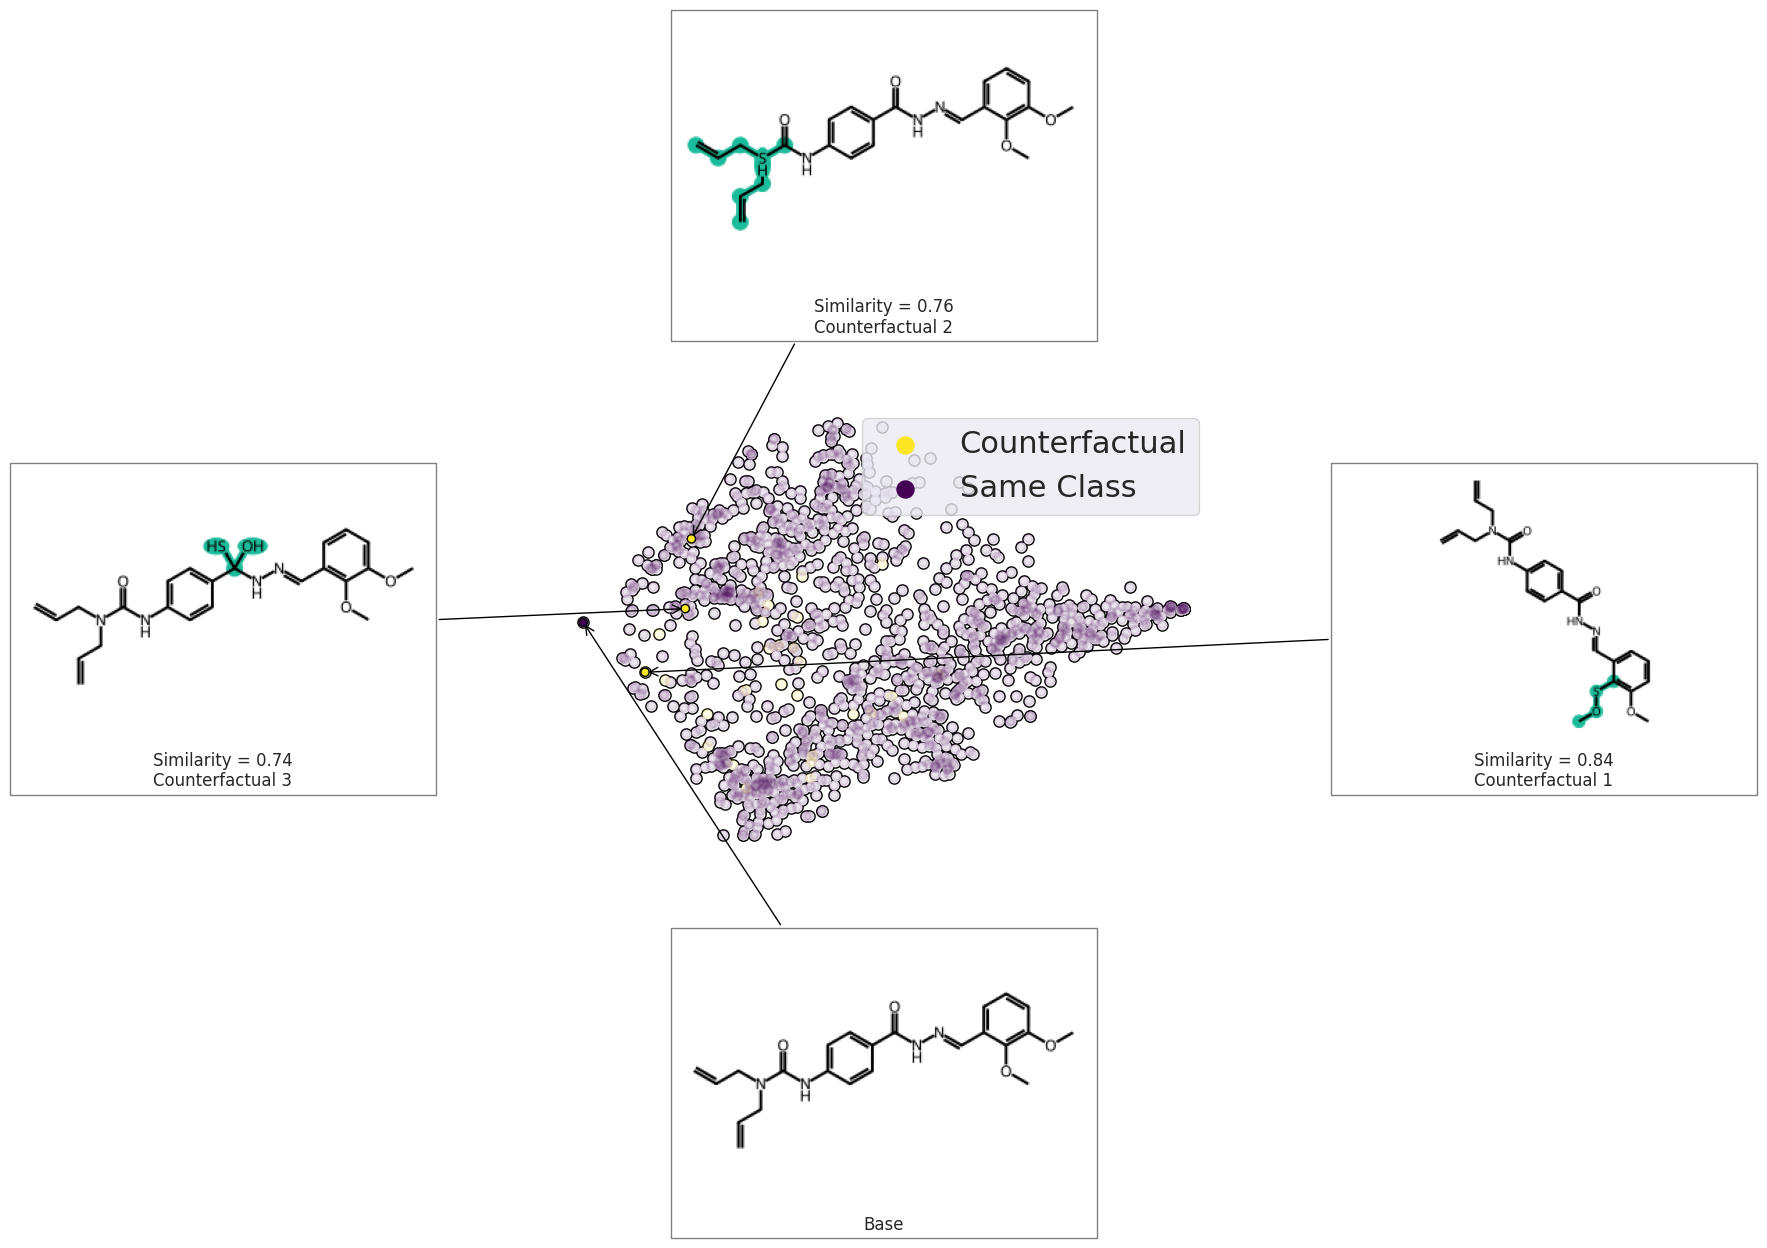 O
O
N
H
N
S
H
N
H
O
O
Similarity = 0.76
Counterfactual 2
Counterfactual
Same Class
HS
OH
O
N
N
H
N
H
N
O
O
Similarity = 0.74
Counterfactual 3
N
O
HN
O
HN
N
S
O
O
Similarity = 0.84
Counterfactual 1
O
O
N
H
N
N
N
H
O
O
Base